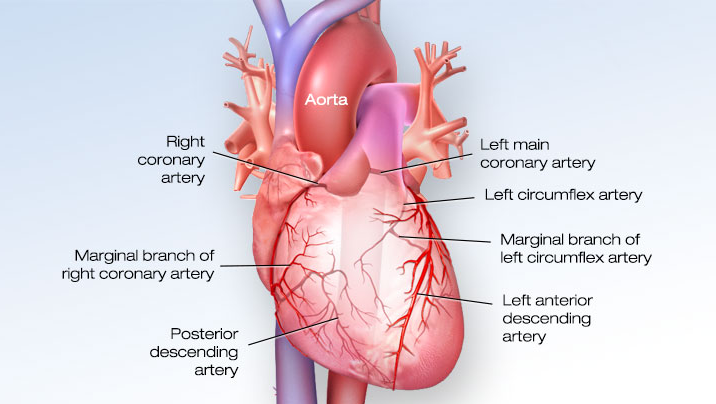 Aorta
Right
coronary
artery
Left main
coronary artery
Left circumflex artery
Marginal branch of
right coronary artery
Marginal branch of
left circumflex artery
Left anterior
descending
artery
Posterior
descending
artery